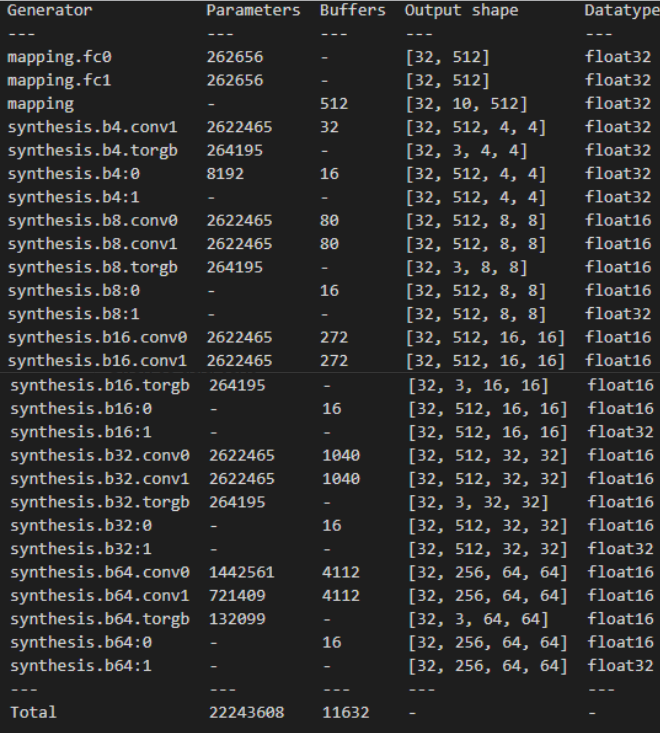 Generator Parameters Buffers Output shape Datatype
--- --- --- --- ---
mapping.fc0 262656 - [32, 512] float32
mapping.fc1 262656 - [32, 512] float32
mapping - 512 [32, 10, 512] float32
synthesis.b4.conv1 2622465 32 [32, 512, 4, 4] float32
synthesis.b4.torgb 264195 - [32, 3, 4, 4] float32
synthesis.b4:0 8192 16 [32, 512, 4, 4] float32
synthesis.b4:1 - - [32, 512, 4, 4] float32
synthesis.b8.conv0 2622465 80 [32, 512, 8, 8] float16
synthesis.b8.conv1 2622465 80 [32, 512, 8, 8] float16
synthesis.b8.torgb 264195 - [32, 3, 8, 8] float16
synthesis.b8:0 - 16 [32, 512, 8, 8] float16
synthesis.b8:1 - - [32, 512, 8, 8] float32
synthesis.b16.conv0 2622465 272 [32, 512, 16, 16] float16
synthesis.b16.conv1 2622465 272 [32, 512, 16, 16] float16
synthesis.b16.torgb 264195 - [32, 3, 16, 16] float16
synthesis.b16:0 - 16 [32, 512, 16, 16] float16
synthesis.b16:1 - - [32, 512, 16, 16] float32
synthesis.b32.conv0 2622465 1040 [32, 512, 32, 32] float16
synthesis.b32.conv1 2622465 1040 [32, 512, 32, 32] float16
synthesis.b32.torgb 264195 - [32, 3, 32, 32] float16
synthesis.b32:0 - 16 [32, 512, 32, 32] float16
synthesis.b32:1 - - [32, 512, 32, 32] float32
synthesis.b64.conv0 1442561 4112 [32, 256, 64, 64] float16
synthesis.b64.conv1 721409 4112 [32, 256, 64, 64] float16
synthesis.b64.torgb 132099 - [32, 3, 64, 64] float16
synthesis.b64:0 - 16 [32, 256, 64, 64] float16
synthesis.b64:1 - - [32, 256, 64, 64] float32
--- --- --- --- ---
Total 22243608 11632 - -